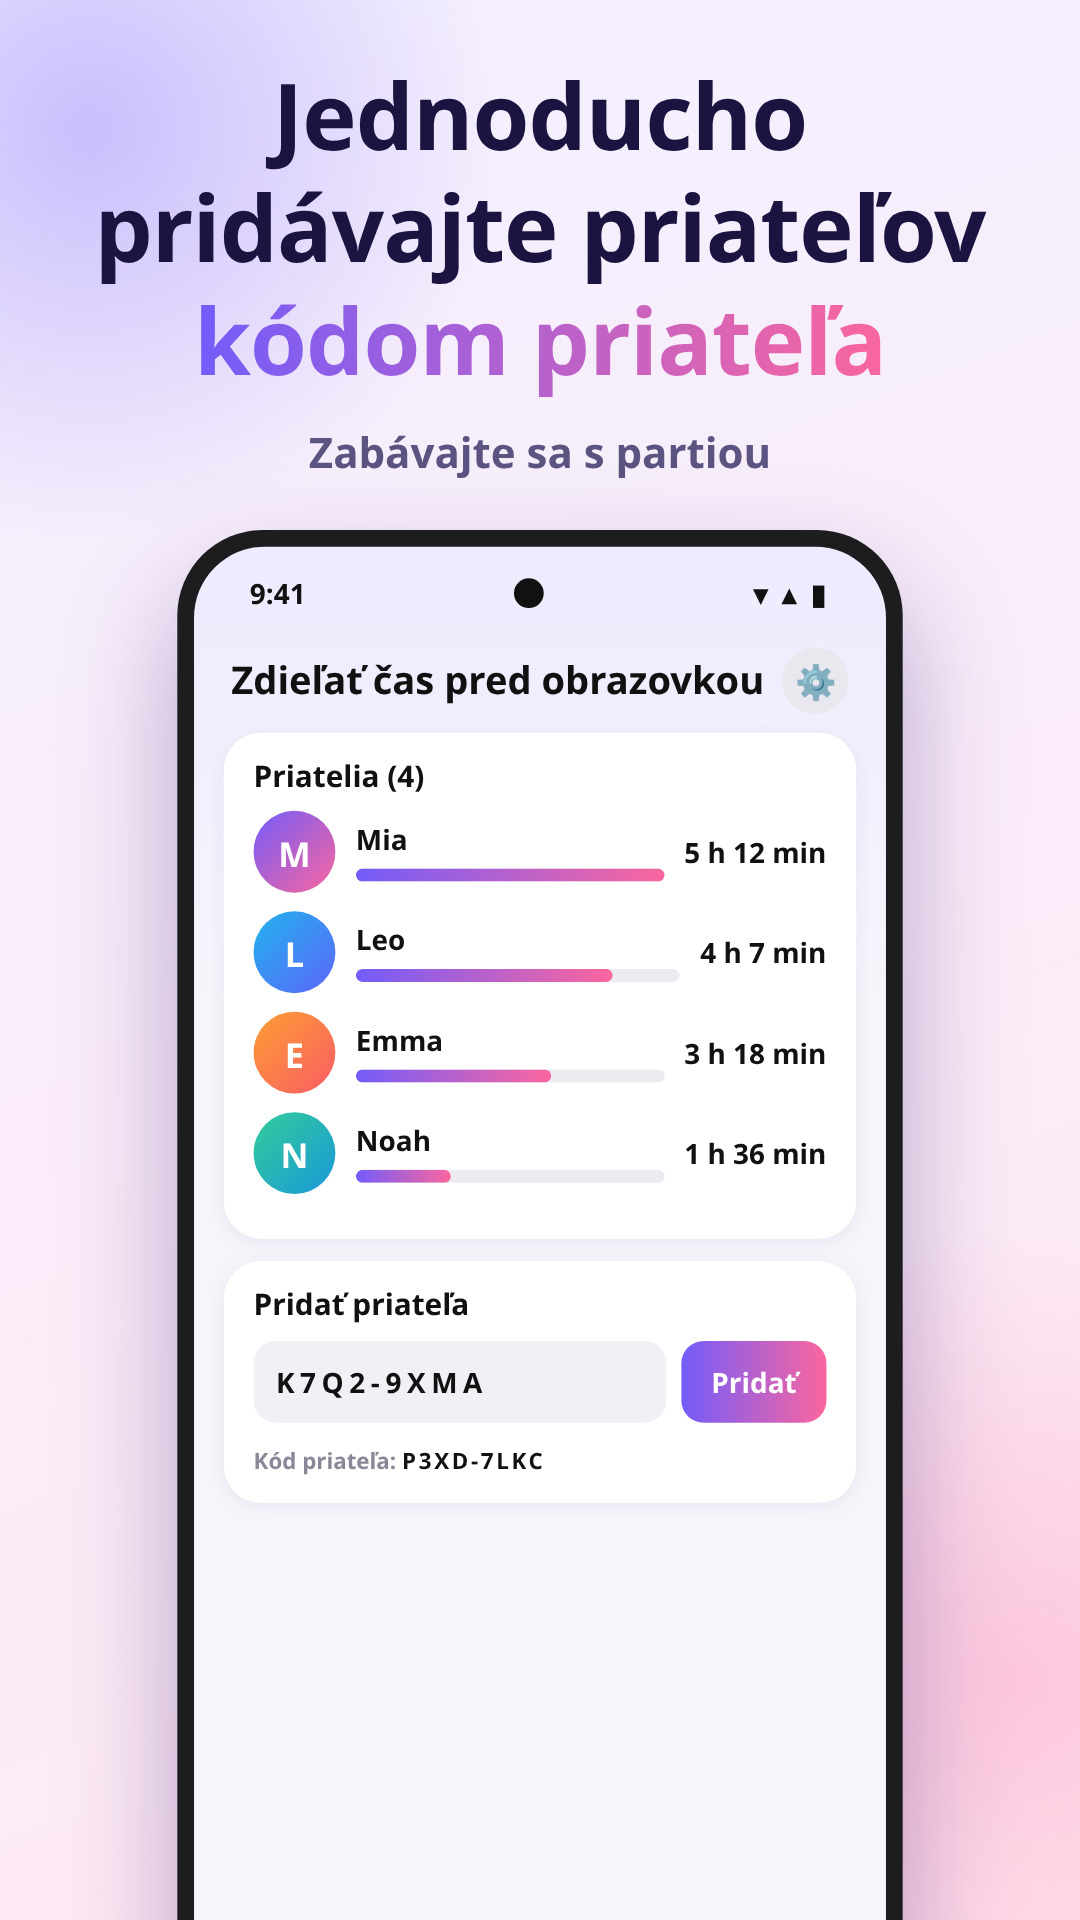 Jednoducho
pridávajte priateľov
kódom priateľa
Zabávajte sa s partiou
9:41
Zdieľať čas pred obrazovkou
Priatelia (4)
M
Mia
5 h 12 min
L
Leo
4 h 7 min
E
Emma
3 h 18 min
N
Noah
1 h 36 min
Pridať priateľa
K7Q2-9XMA
Pridať
Kód priateľa: P3XD-7LKC